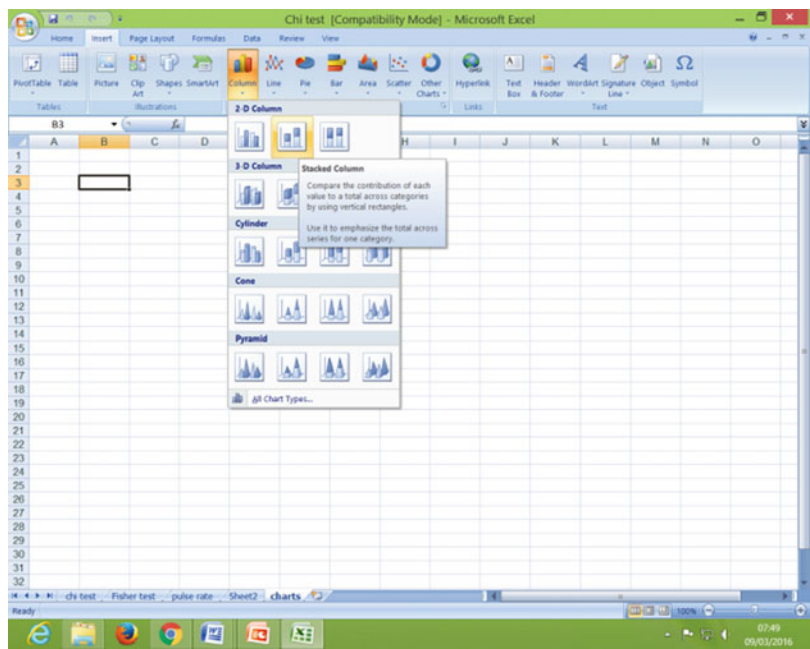 Chi test [Compatibility Mode] - Microsoft Excel
Home Insert Page Layout Formulas Data Review View
PivotTable Table Picture Clip Art Shapes SmartArt Column Line Pie Bar Area Scatter Other Charts Hyperlink Text Box Header & Footer WordArt Signature Line Object Symbol
Tables Illustrations Links Text
B3 fx
A B C D H I J K L M N O
2-D Column
Stacked Column
Compare the contribution of each
value to a total across categories
by using vertical rectangles.
Use it to emphasize the total across
series for one category.
3-D Column
Cylinder
Cone
Pyramid
All Chart Types...
1
2
3
4
5
6
7
8
9
10
11
12
13
14
15
16
17
18
19
20
21
22
23
24
25
26
27
28
29
30
31
32
chi test Fisher test pulse rate Sheet2 charts
Ready 100%
07:49
09/03/2016